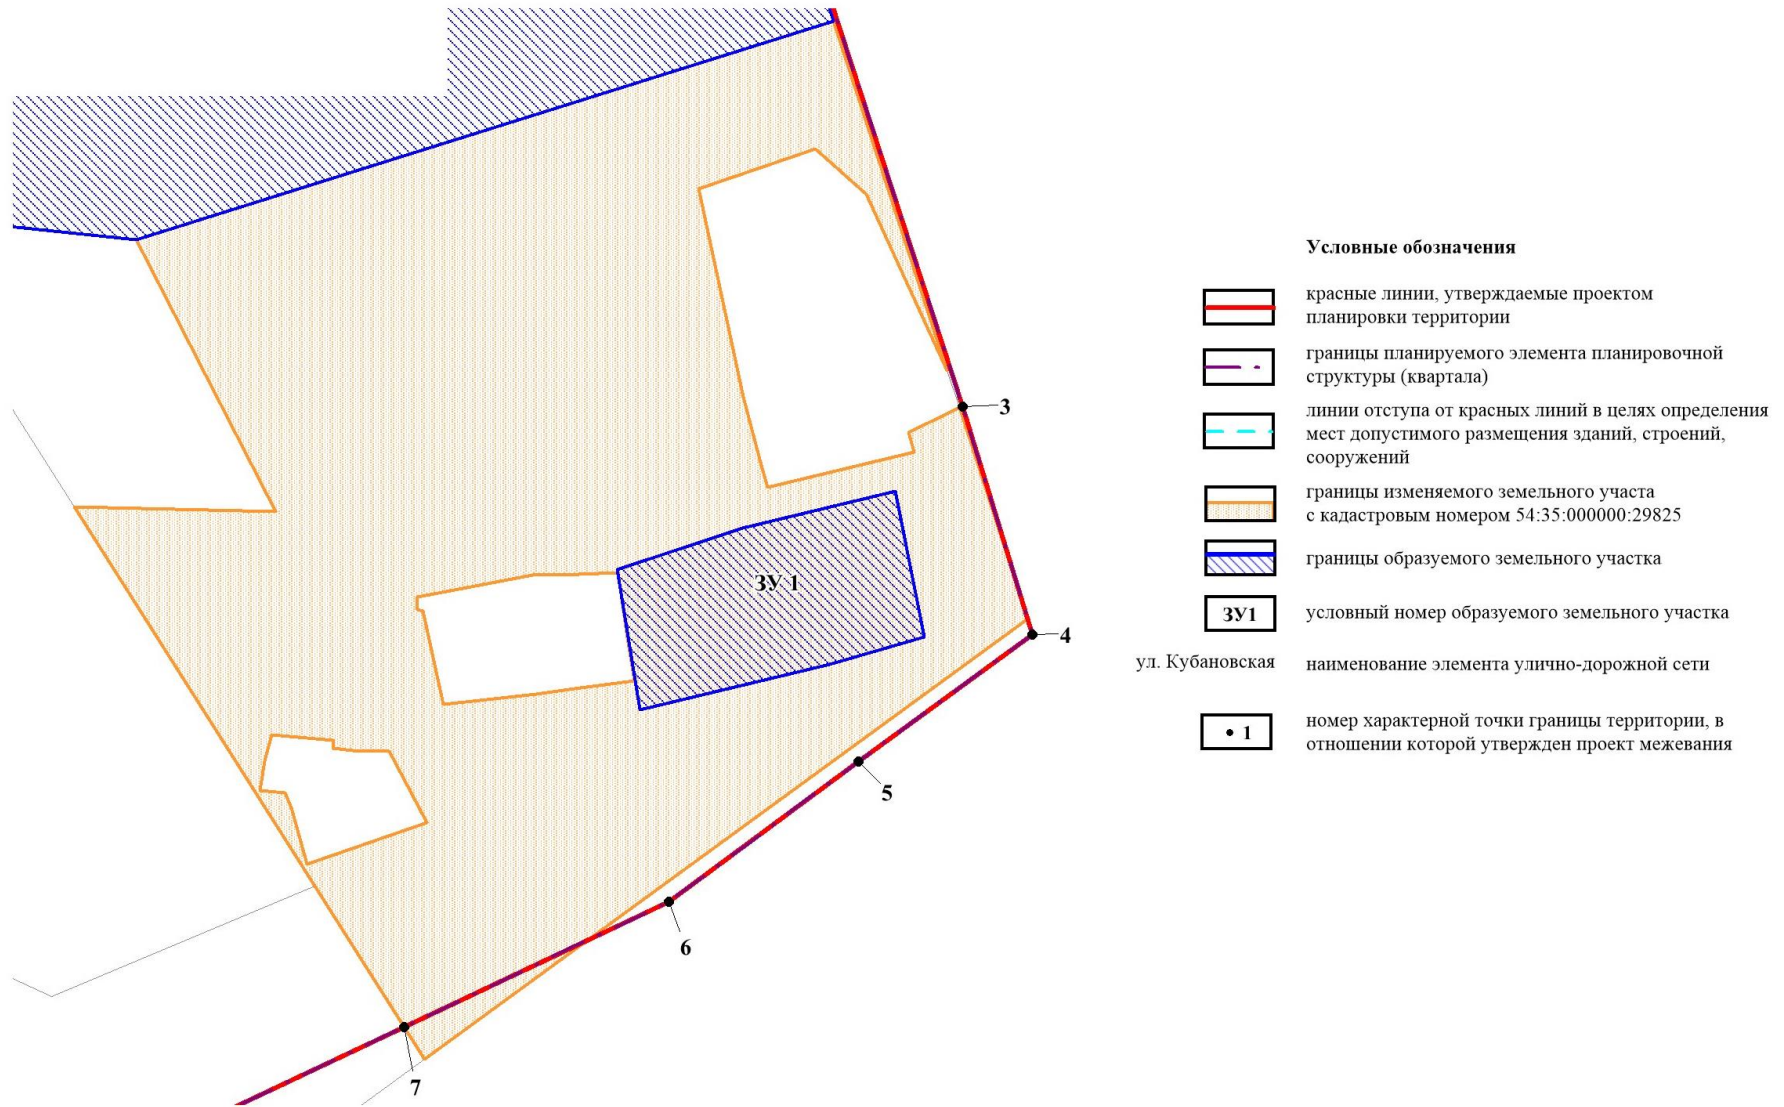 3
ЗУ 1
4
5
6
7
Условные обозначения
красные линии, утверждаемые проектом
планировки территории
границы планируемого элемента планировочной
структуры (квартала)
линии отступа от красных линий в целях определения
мест допустимого размещения зданий, строений,
сооружений
границы изменяемого земельного участа
с кадастровым номером 54:35:000000:29825
границы образуемого земельного участка
ЗУ1
условный номер образуемого земельного участка
ул. Кубановская
наименование элемента улично-дорожной сети
1
номер характерной точки границы территории, в
отношении которой утвержден проект межевания